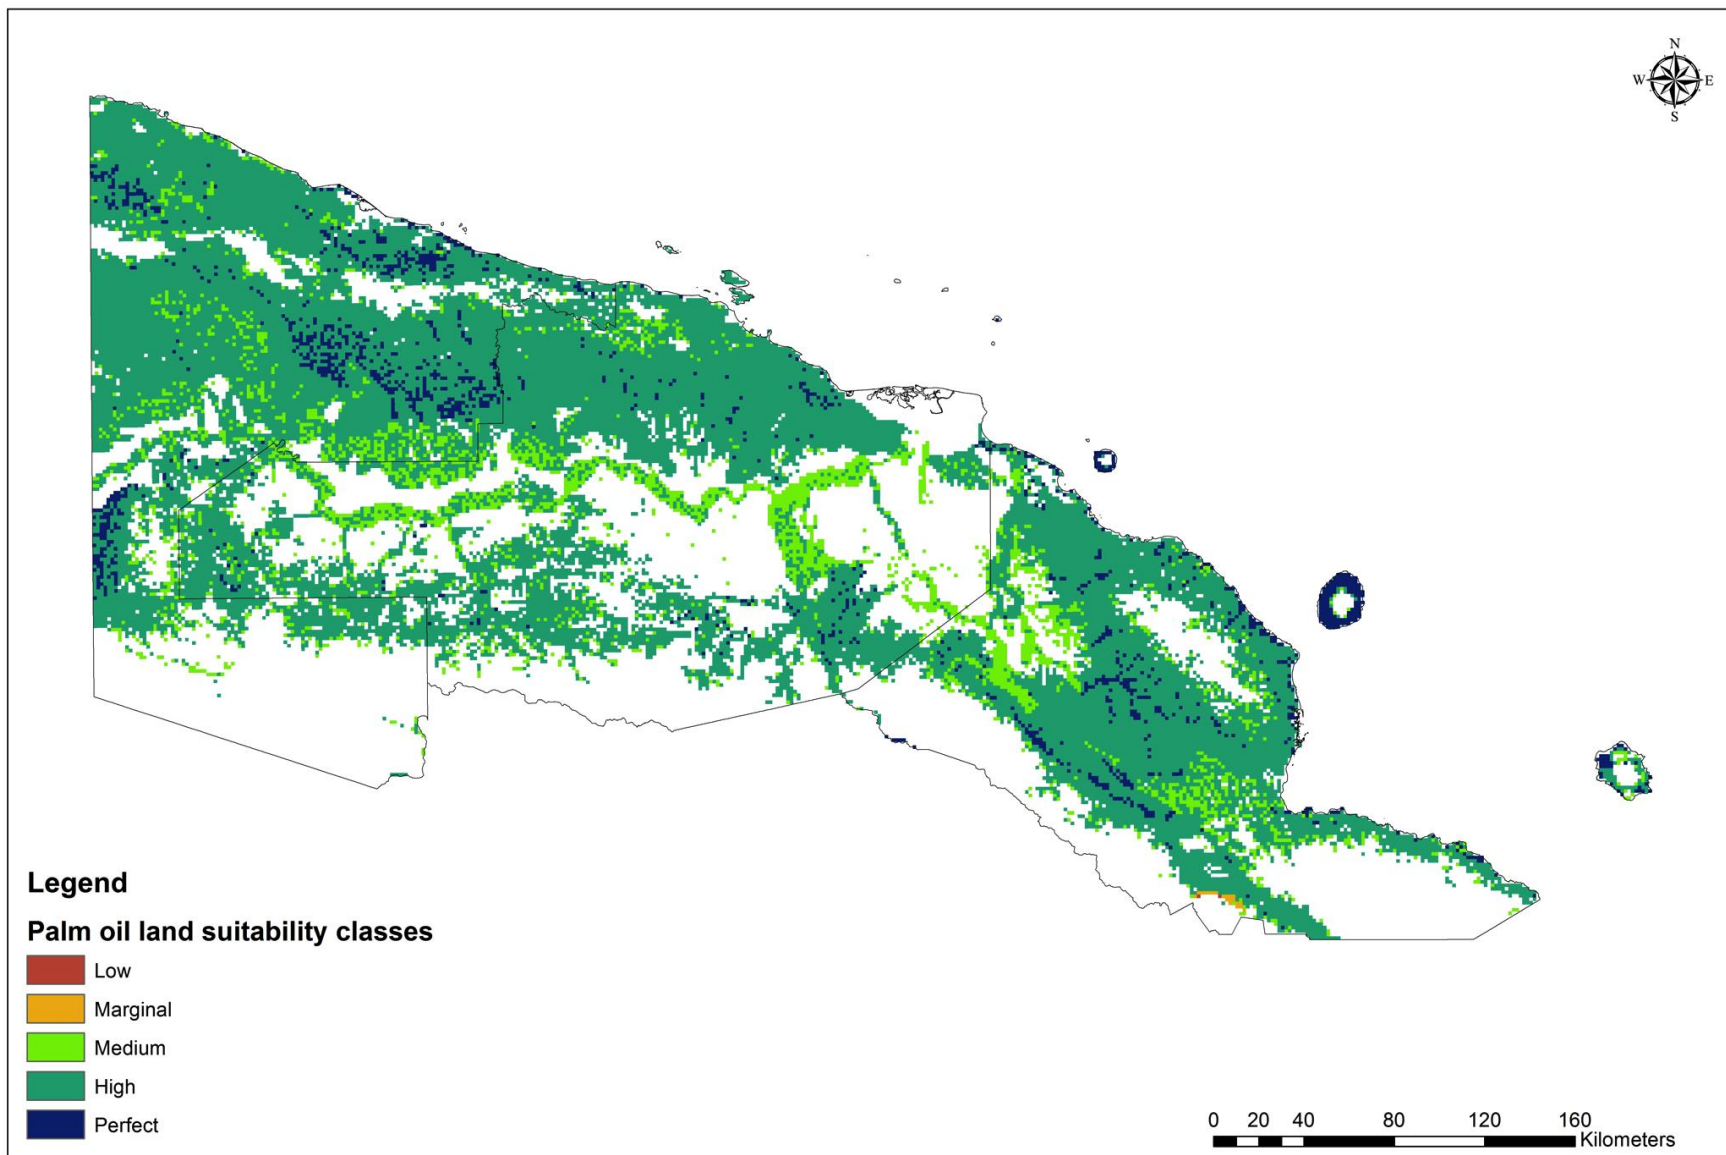 N
W E
S
Legend
Palm oil land suitability classes
Low
Marginal
Medium
High
Perfect
0 20 40 80 120 160
Kilometers